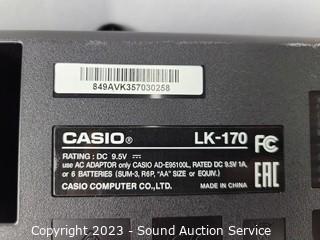 849AVK357030258
CASIO® LK-170
RATING : DC 9.5V ⎓
use AC ADAPTOR only CASIO AD-E95100L, RATED DC 9.5V 1A,
or 6 BATTERIES (SUM-3, R6P, "AA" SIZE or EQUIV.)
CASIO COMPUTER CO.,LTD. MADE IN CHINA
FC
EAC
Copyright 2023 - Sound Auction Service